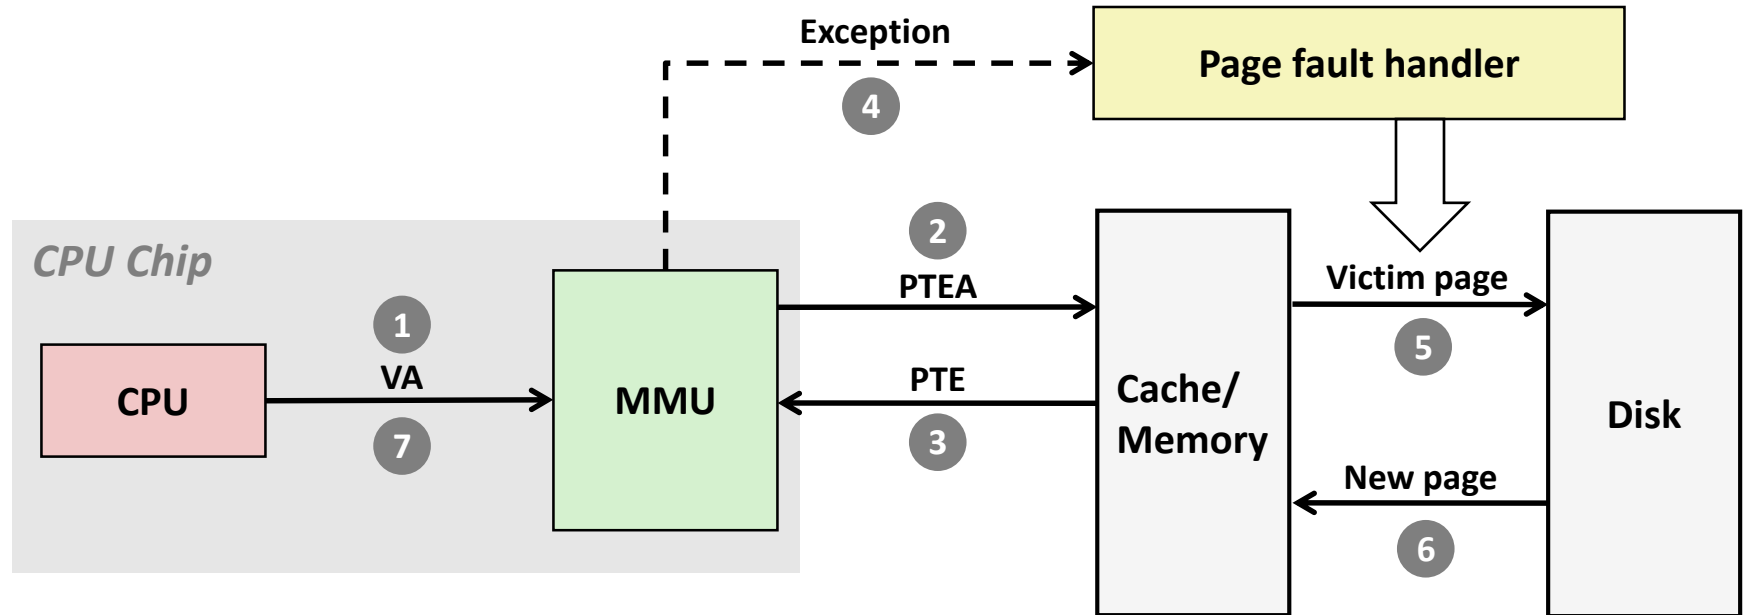 Exception
4
Page fault handler
CPU Chip
1
VA
7
CPU
MMU
2
PTEA
PTE
3
Cache/
Memory
Victim page
5
New page
6
Disk